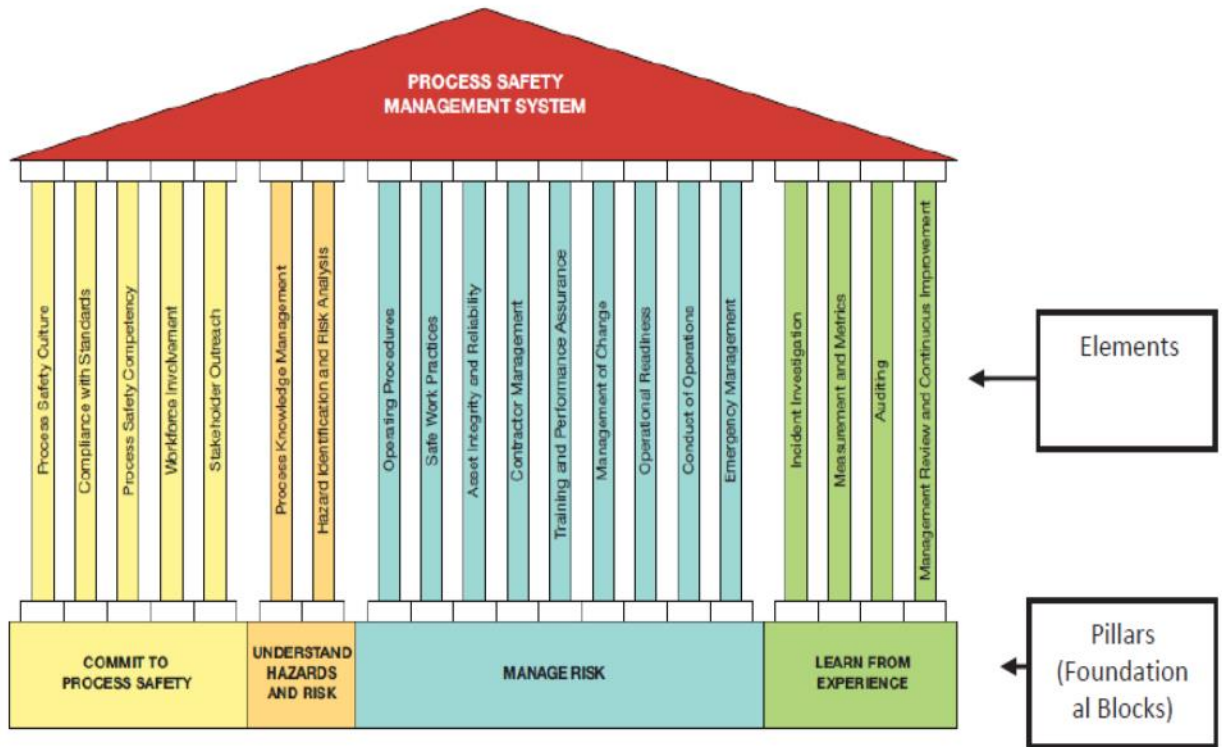 PROCESS SAFETY
MANAGEMENT SYSTEM
Process Safety Culture
Compliance with Standards
Process Safety Competency
Workforce Involvement
Stakeholder Outreach
Process Knowledge Management
Hazard Identification and Risk Analysis
Operating Procedures
Safe Work Practices
Asset Integrity and Reliability
Contractor Management
Training and Performance Assurance
Management of Change
Operational Readiness
Conduct of Operations
Emergency Management
Incident Investigation
Measurement and Metrics
Auditing
Management Review and Continuous Improvement
Elements
COMMIT TO
PROCESS SAFETY
UNDERSTAND
HAZARDS
AND RISK
MANAGE RISK
LEARN FROM
EXPERIENCE
Pillars
(Foundation
al Blocks)